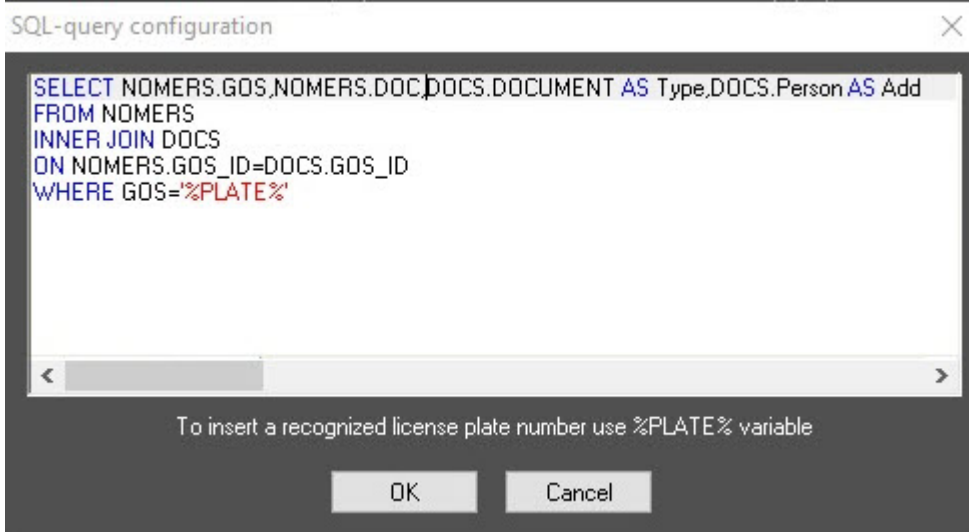 SQL-query configuration
SELECT NOMERS.GOS,NOMERS.DOC,DOCS.DOCUMENT AS Type,DOCS.Person AS Add
FROM NOMERS
INNER JOIN DOCS
ON NOMERS.GOS_ID=DOCS.GOS_ID
WHERE GOS='%PLATE%'
To insert a recognized license plate number use %PLATE% variable
OK Cancel